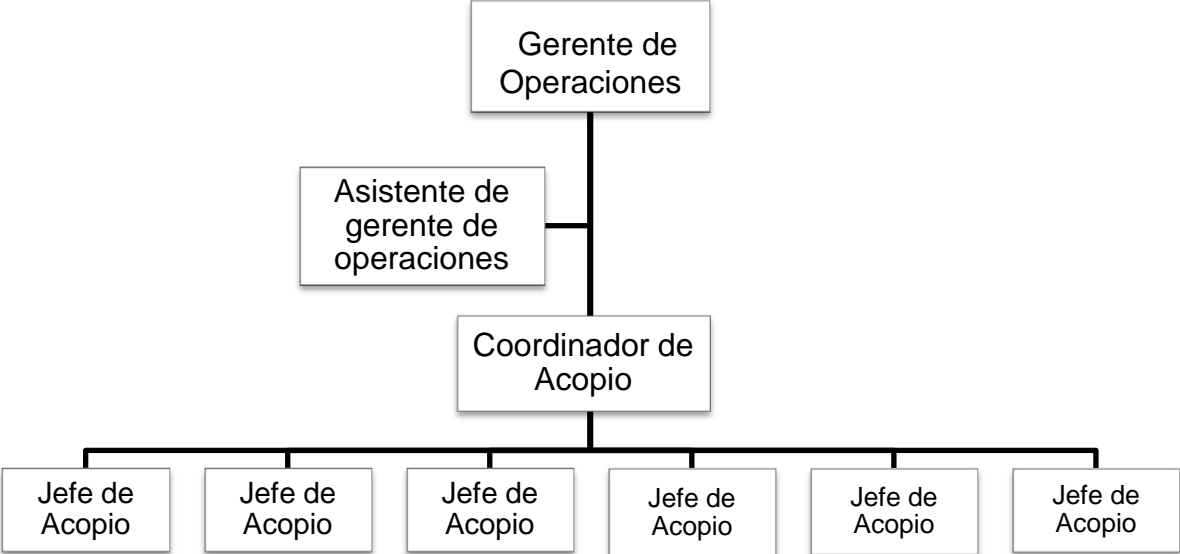 Gerente de
Operaciones
Asistente de
gerente de
operaciones
Coordinador de
Acopio
Jefe de
Acopio
Jefe de
Acopio
Jefe de
Acopio
Jefe de
Acopio
Jefe de
Acopio
Jefe de
Acopio